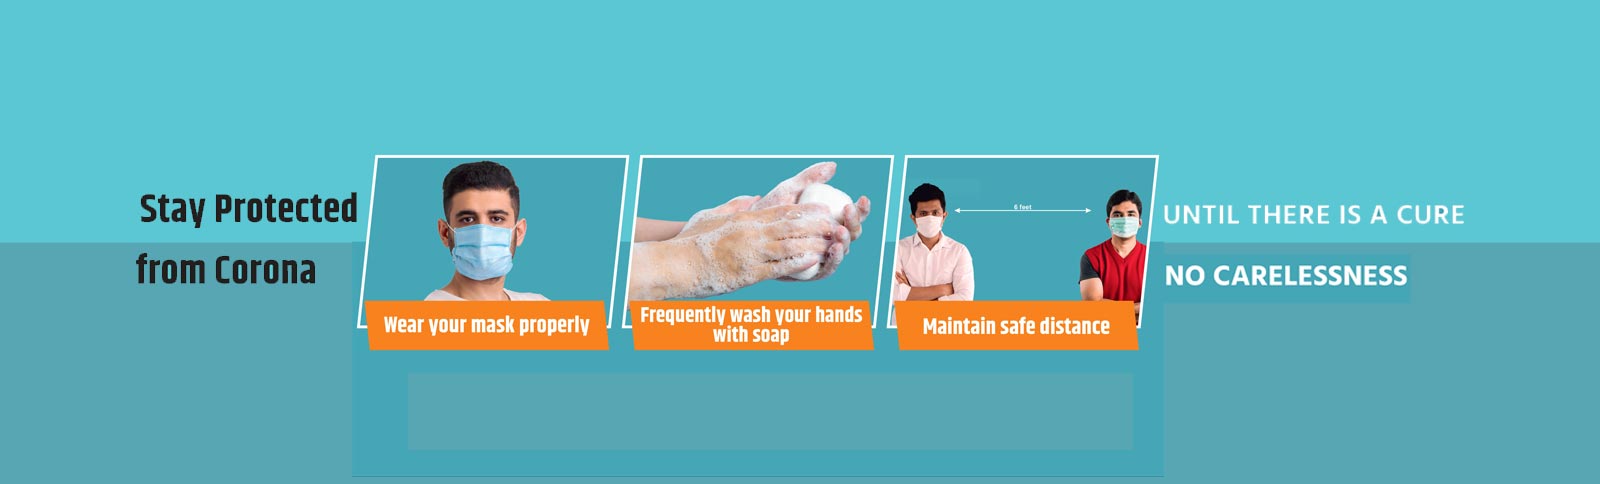 Stay Protected
from Corona
Wear your mask properly
Frequently wash your hands
with soap
6 feet
Maintain safe distance
UNTIL THERE IS A CURE
NO CARELESSNESS